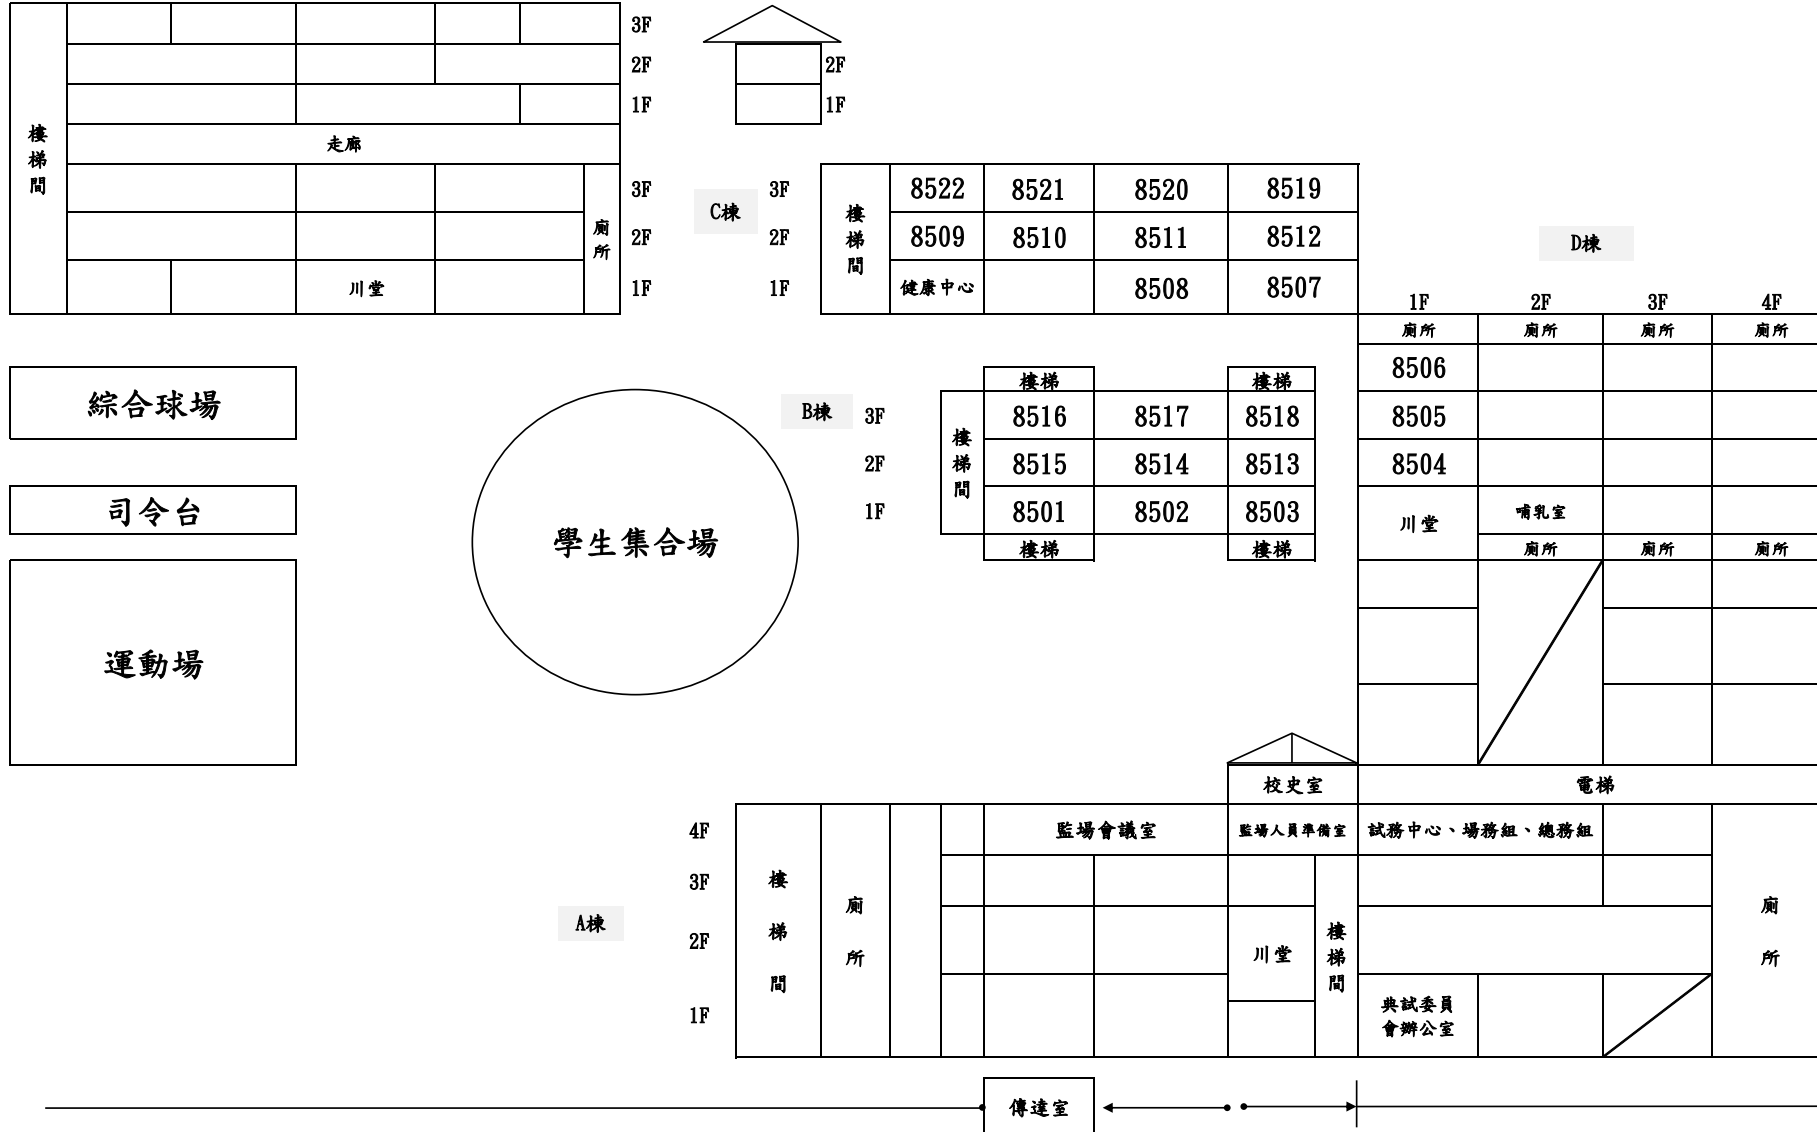 3F
2F
2F
1F
1F
樓梯間
走廊
3F
C棟
3F
樓梯間
8522
8521
8520
8519
廁所
2F
2F
8509
8510
8511
8512
D棟
川堂
1F
1F
健康中心
8508
8507
1F
2F
3F
4F
廁所
廁所
廁所
廁所
綜合球場
樓梯
樓梯
8506
B棟
3F
樓梯間
8516
8517
8518
8505
2F
8515
8514
8513
8504
司令台
1F
8501
8502
8503
川堂
哺乳室
學生集合場
樓梯
樓梯
廁所
廁所
廁所
運動場
校史室
電梯
4F
監場會議室
監場人員準備室
試務中心、場務組、總務組
3F
樓梯間
廁所
A棟
2F
川堂
樓梯間
廁所
1F
典試委員
會辦公室
傳達室